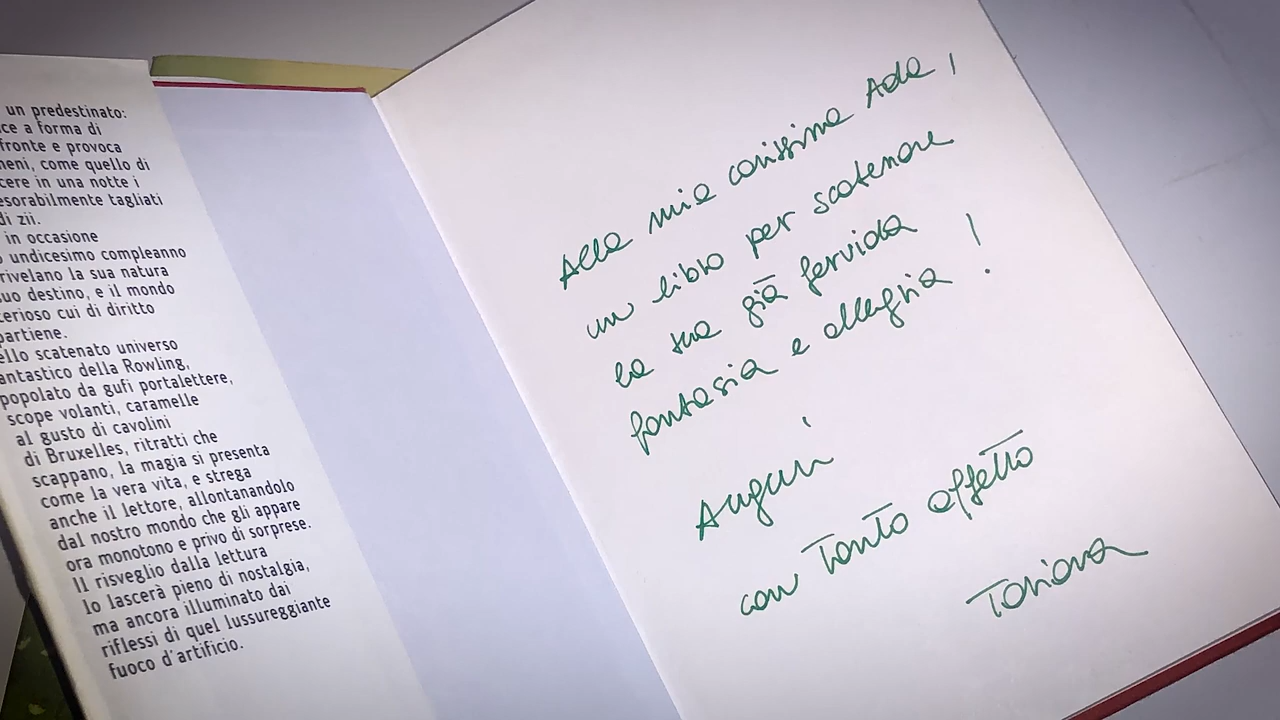 un predestinato:
ce a forma di
fronte e provoca
meni, come quello di
cere in una notte i
esorabilmente tagliati
di zii.
in occasione
o undicesimo compleanno
rivelano la sua natura
suo destino, e il mondo
terioso cui di diritto
partiene.
ello scatenato universo
antastico della Rowling,
popolato da gufi portalettere,
scope volanti, caramelle
al gusto di cavolini
di Bruxelles, ritratti che
scappano, la magia si presenta
come la vera vita, e strega
anche il lettore, allontanandolo
dal nostro mondo che gli appare
ora monotono e privo di sorprese.
Il risveglio dalla lettura
lo lascerà pieno di nostalgia,
ma ancora illuminato dai
riflessi di quel lussureggiante
fuoco d'artificio.
Alla mia carissima Ada,
un libro per scatenare
la tua già fervida
fantasia e allegria!
Auguri
con tanto affetto
Tatiana